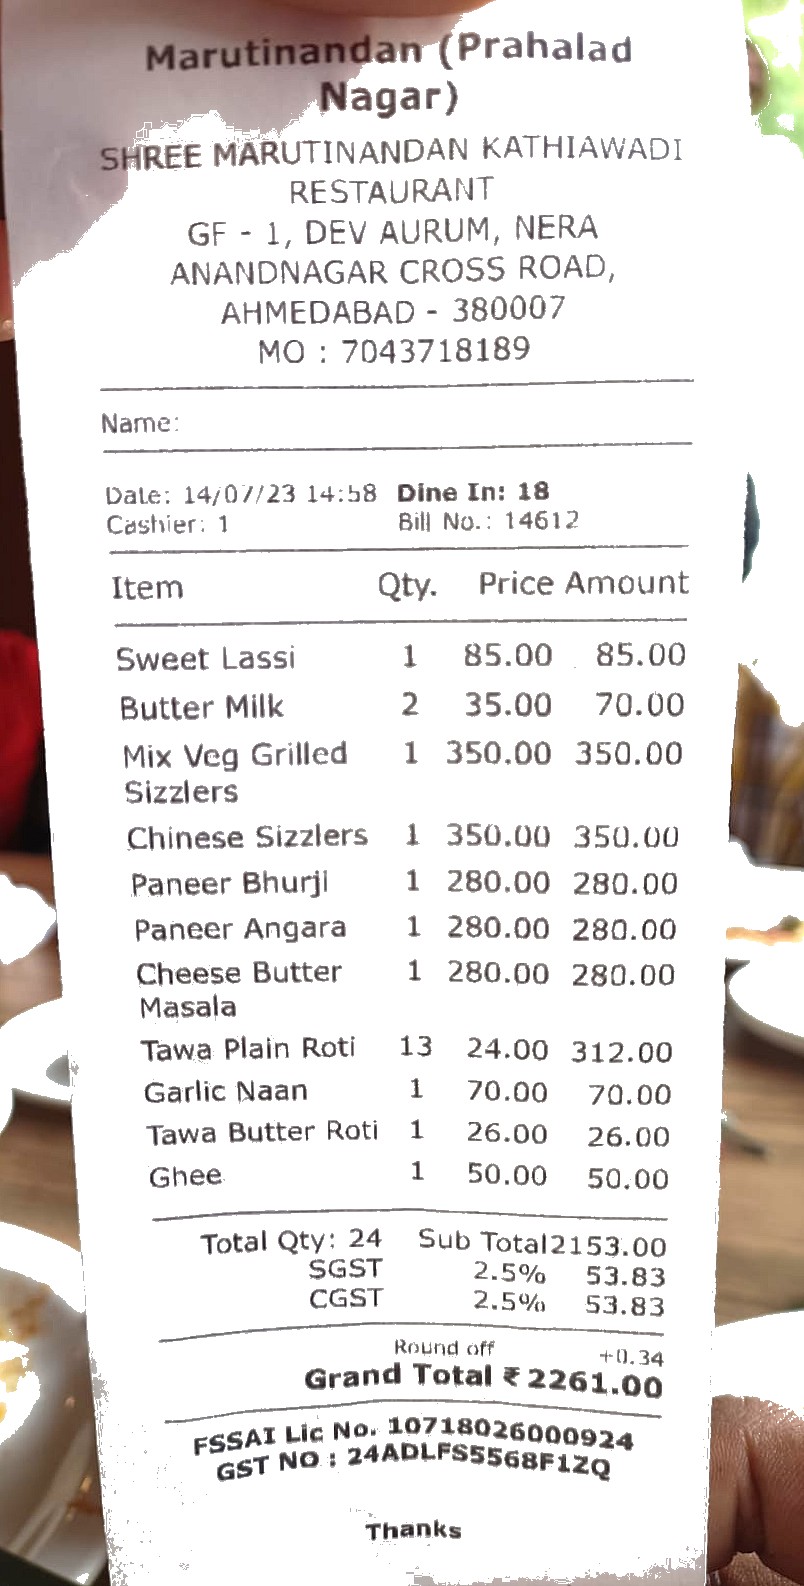 Marutinandan (Prahalad
Nagar)
SHREE MARUTINANDAN KATHIAWADI
RESTAURANT
GF - 1, DEV AURUM, NERA
ANANDNAGAR CROSS ROAD,
AHMEDABAD - 380007
MO : 7043718189
Name:
Date: 14/07/23 14:58 Dine In: 18
Cashier: 1 Bill No.: 14612
Item Qty. Price Amount
Sweet Lassi 1 85.00 85.00
Butter Milk 2 35.00 70.00
Mix Veg Grilled 1 350.00 350.00
Sizzlers
Chinese Sizzlers 1 350.00 350.00
Paneer Bhurji 1 280.00 280.00
Paneer Angara 1 280.00 280.00
Cheese Butter 1 280.00 280.00
Masala
Tawa Plain Roti 13 24.00 312.00
Garlic Naan 1 70.00 70.00
Tawa Butter Roti 1 26.00 26.00
Ghee 1 50.00 50.00
Total Qty: 24 Sub Total 2153.00
SGST 2.5% 53.83
CGST 2.5% 53.83
Round off +0.34
Grand Total ₹ 2261.00
FSSAI Lic No. 10718026000924
GST NO : 24ADLFS5568F1ZQ
Thanks